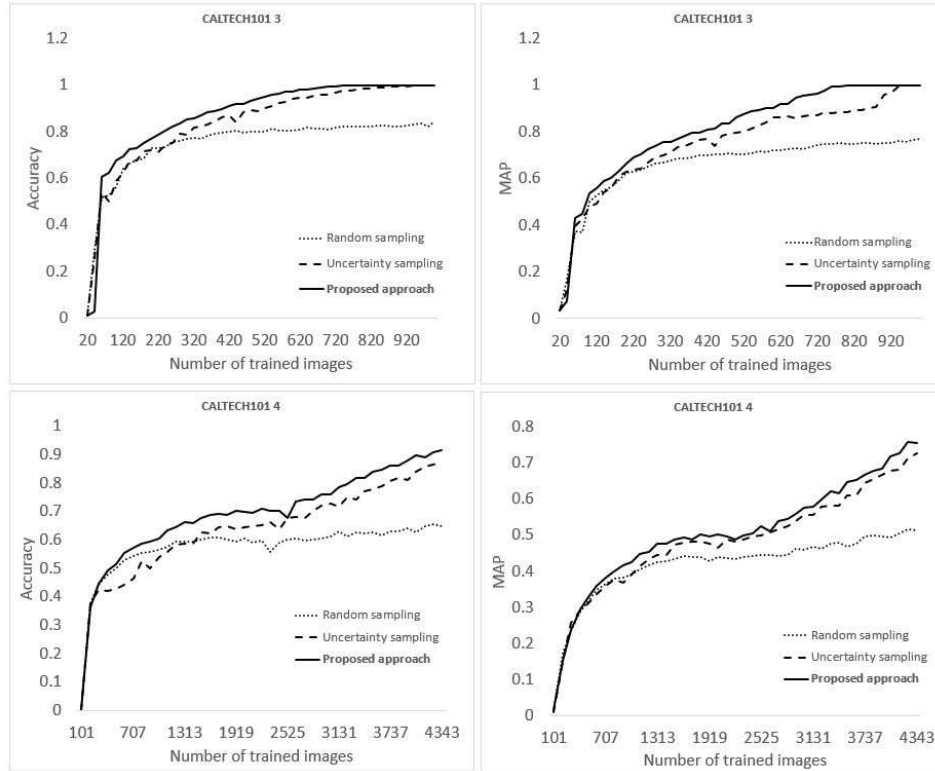 CALTECH101 3
1.2
1
0.8
0.6
0.4
0.2
0
Accuracy
Random sampling
Uncertainty sampling
Proposed approach
20 120 220 320 420 520 620 720 820 920
Number of trained images
CALTECH101 3
1.2
1
0.8
0.6
0.4
0.2
0
MAP
Random sampling
Uncertainty sampling
Proposed approach
20 120 220 320 420 520 620 720 820 920
Number of trained images
CALTECH101 4
1
0.9
0.8
0.7
0.6
0.5
0.4
0.3
0.2
0.1
0
Accuracy
Random sampling
Uncertainty sampling
Proposed approach
101 707 1313 1919 2525 3131 3737 4343
Number of trained images
CALTECH101 4
0.8
0.7
0.6
0.5
0.4
0.3
0.2
0.1
0
MAP
Random sampling
Uncertainty sampling
Proposed approach
101 707 1313 1919 2525 3131 3737 4343
Number of trained images